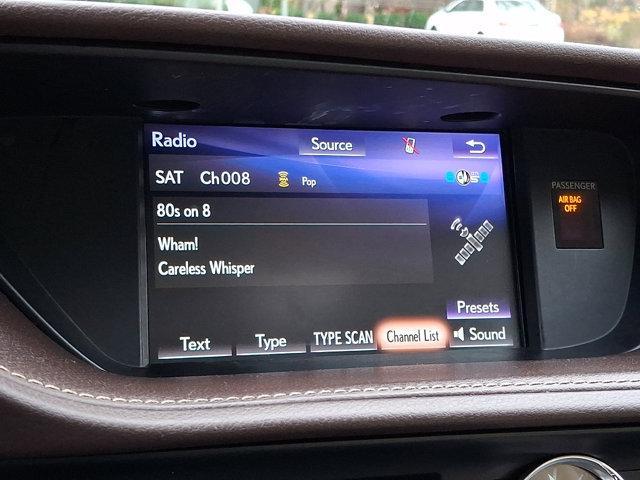 Radio
Source
SAT Ch008 Pop
80s on 8
Wham!
Careless Whisper
Presets
Text Type TYPE SCAN Channel List Sound
PASSENGER
AIR BAG
OFF